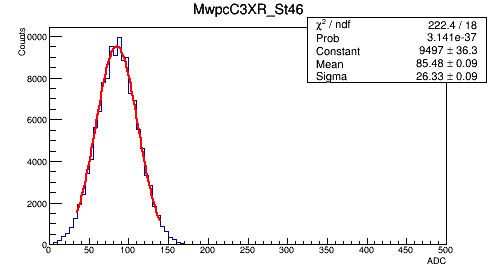 MwpcC3XR_St46
χ² / ndf 222.4 / 18
Prob 3.141e-37
Constant 9497 ± 36.3
Mean 85.48 ± 0.09
Sigma 26.33 ± 0.09
Counts
10000
8000
6000
4000
2000
0
0 50 100 150 200 250 300 350 400 450 500
ADC